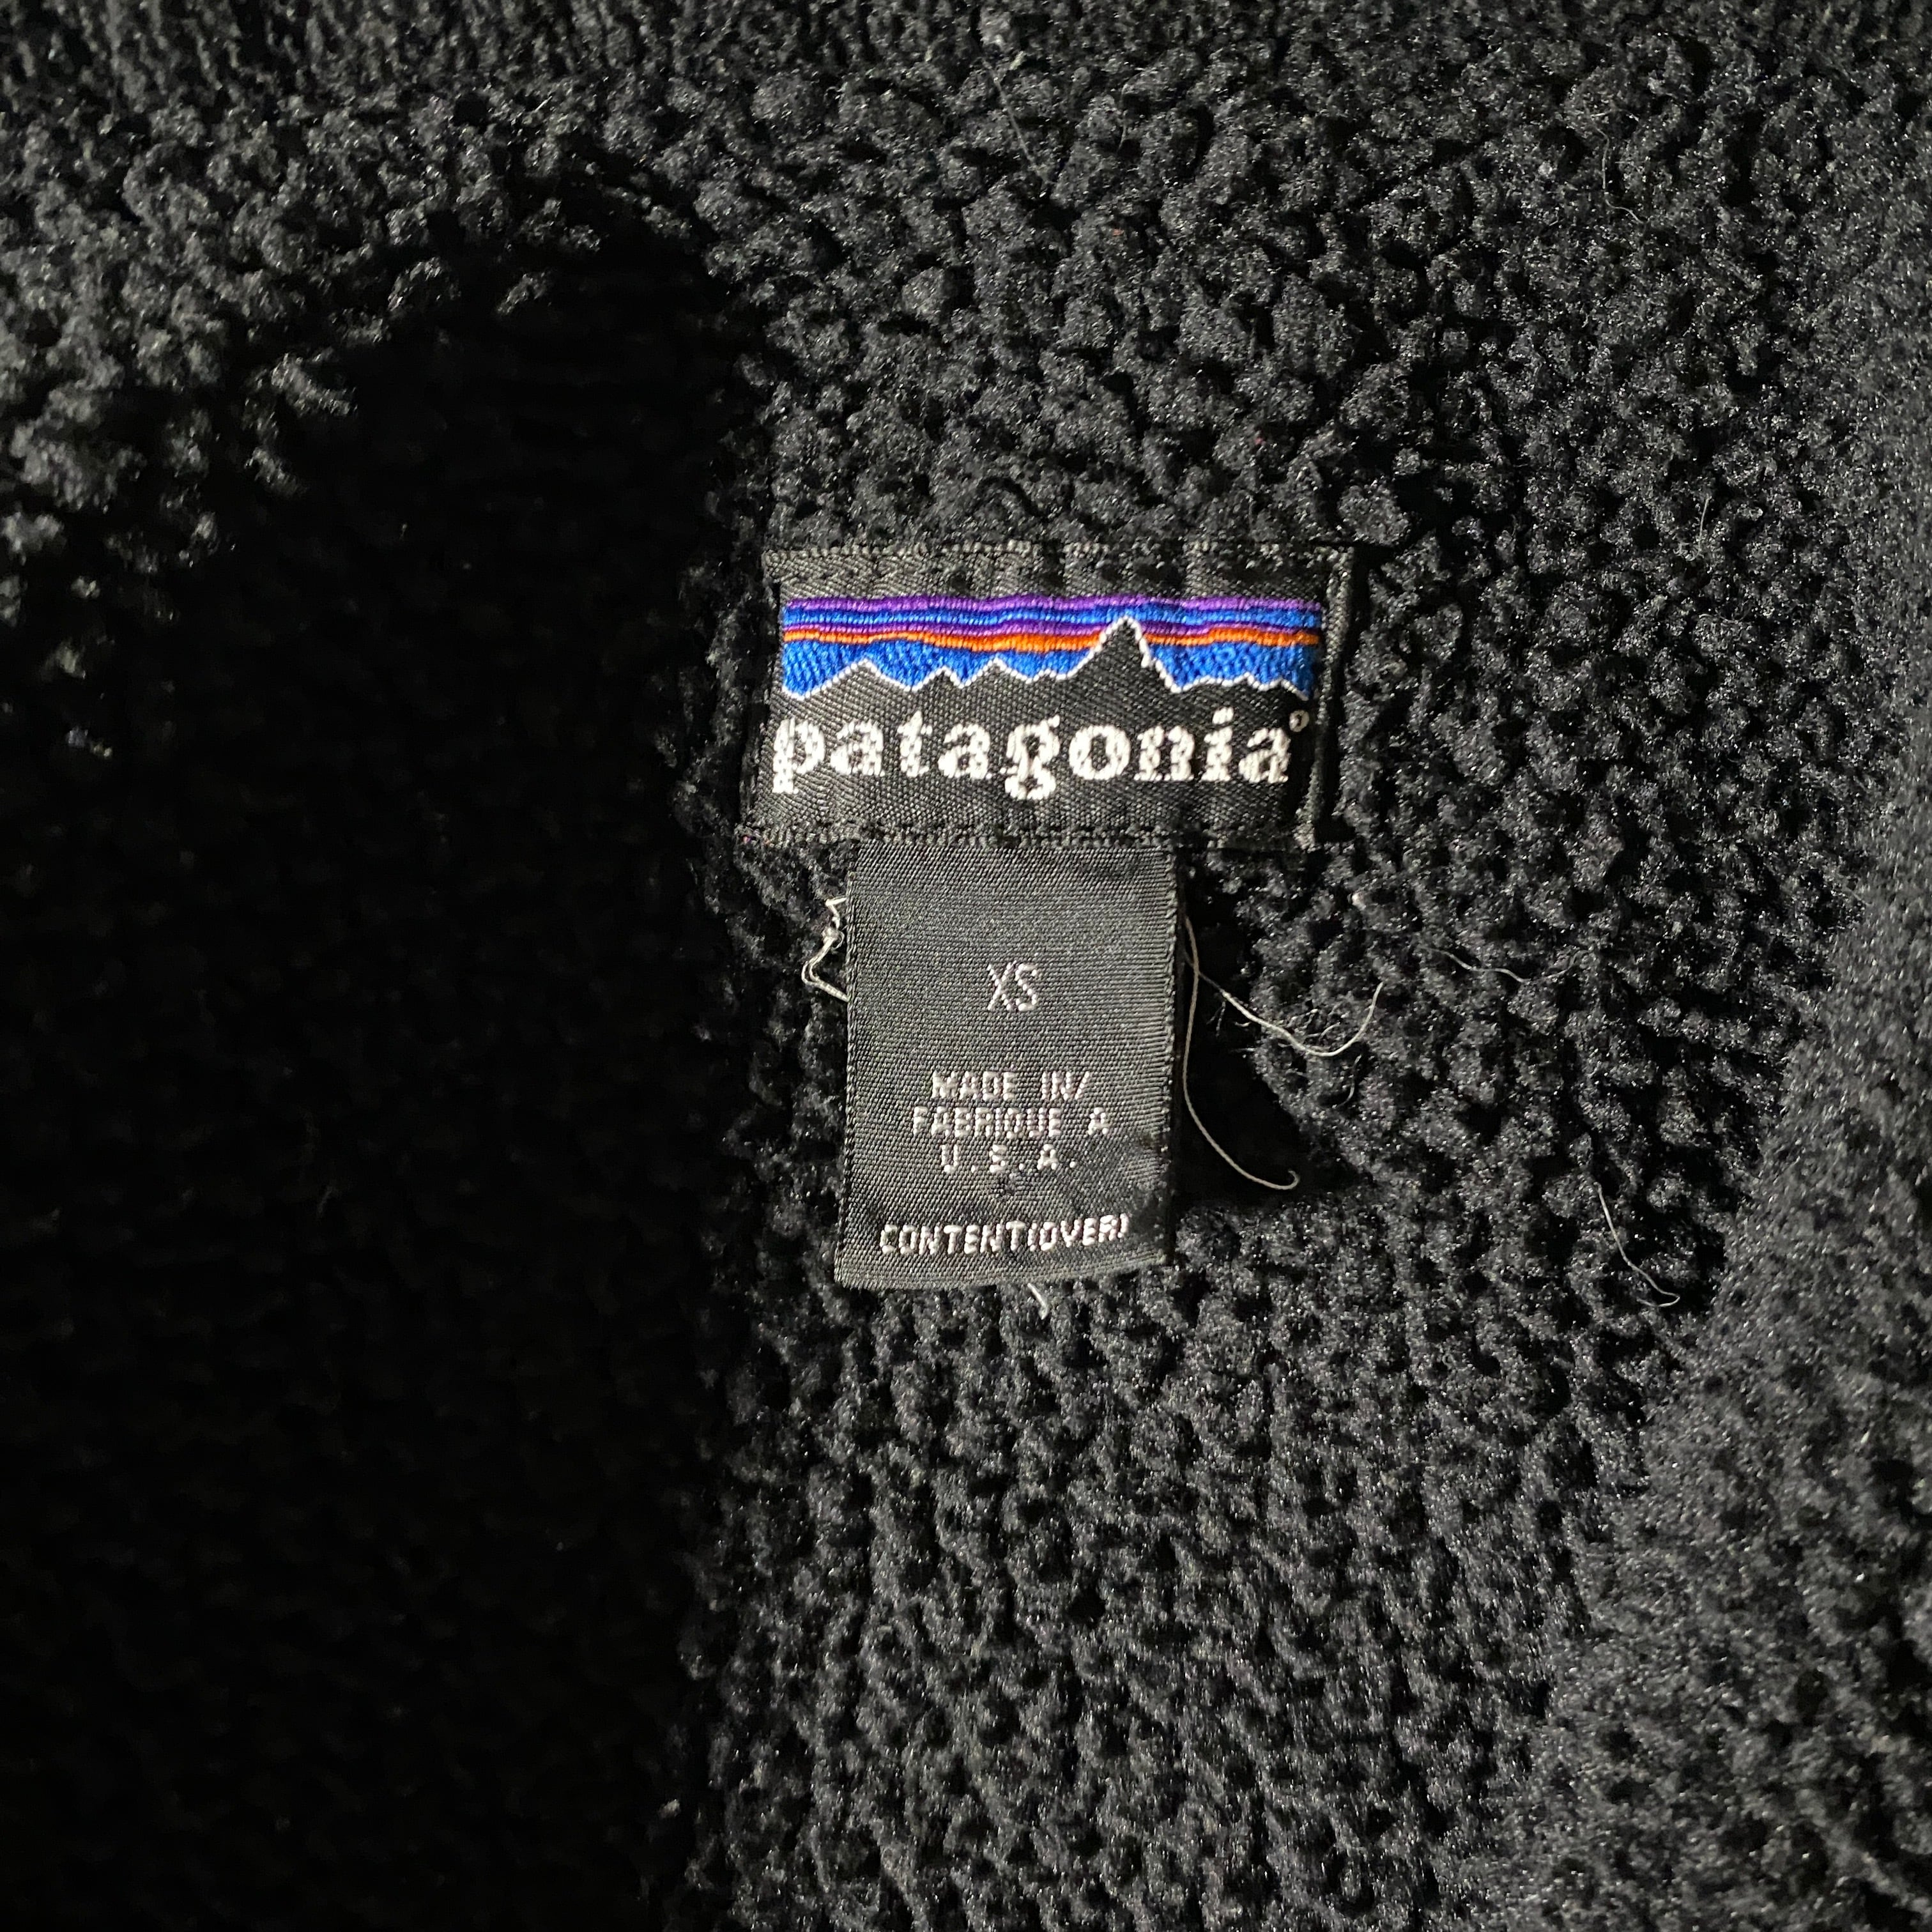 patagonia®
XS
MADE IN/
FABRIQUE A
U.S.A.
CONTENT(OVER)